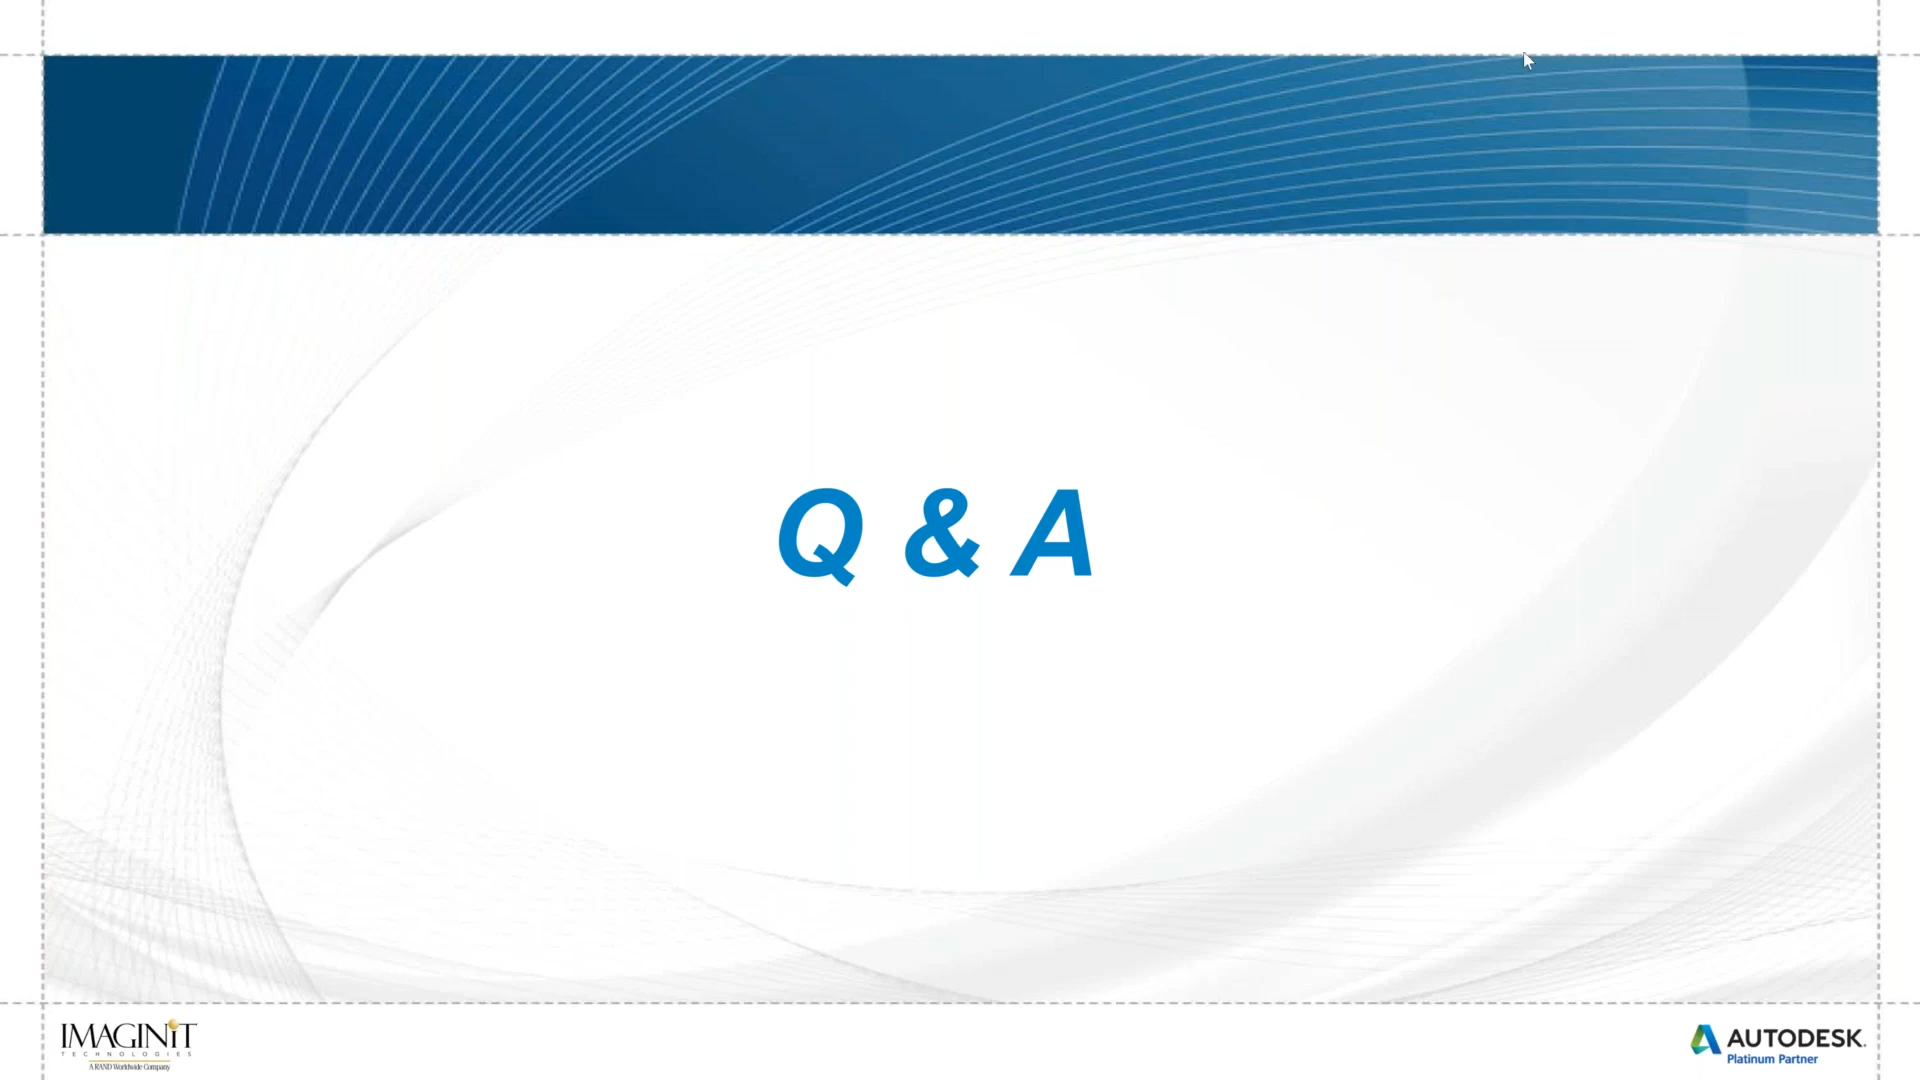 Q & A
IMAGINiT
TECHNOLOGIES
A RAND Worldwide Company
AUTODESK.
Platinum Partner